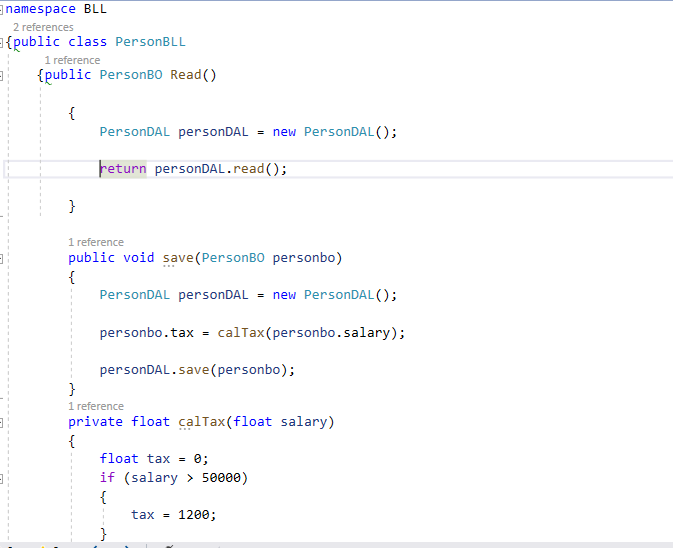 namespace BLL
2 references
{public class PersonBLL
1 reference
{public PersonBO Read()
{
PersonDAL personDAL = new PersonDAL();
return personDAL.read();
}
1 reference
public void save(PersonBO personbo)
{
PersonDAL personDAL = new PersonDAL();
personbo.tax = calTax(personbo.salary);
personDAL.save(personbo);
}
1 reference
private float calTax(float salary)
{
float tax = 0;
if (salary > 50000)
{
tax = 1200;
}